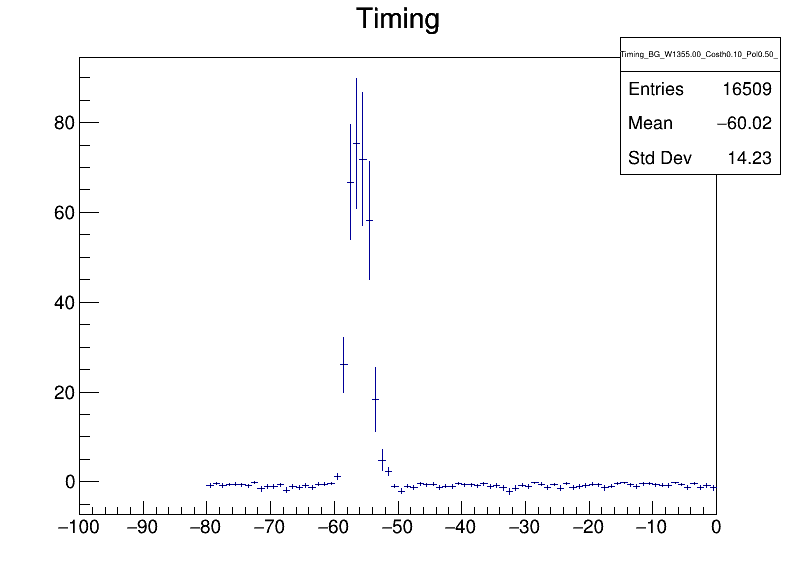 Timing
Timing_BG_W1355.00_Costh0.10_Pol0.50_
Entries 16509
Mean −60.02
Std Dev 14.23
80
60
40
20
0
−100 −90 −80 −70 −60 −50 −40 −30 −20 −10 0